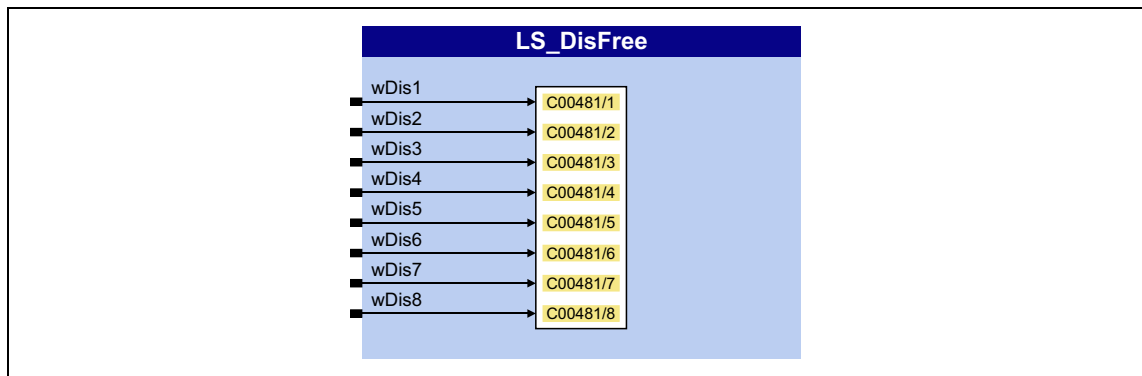 LS_DisFree
wDis1
C00481/1
wDis2
C00481/2
wDis3
C00481/3
wDis4
C00481/4
wDis5
C00481/5
wDis6
C00481/6
wDis7
C00481/7
wDis8
C00481/8